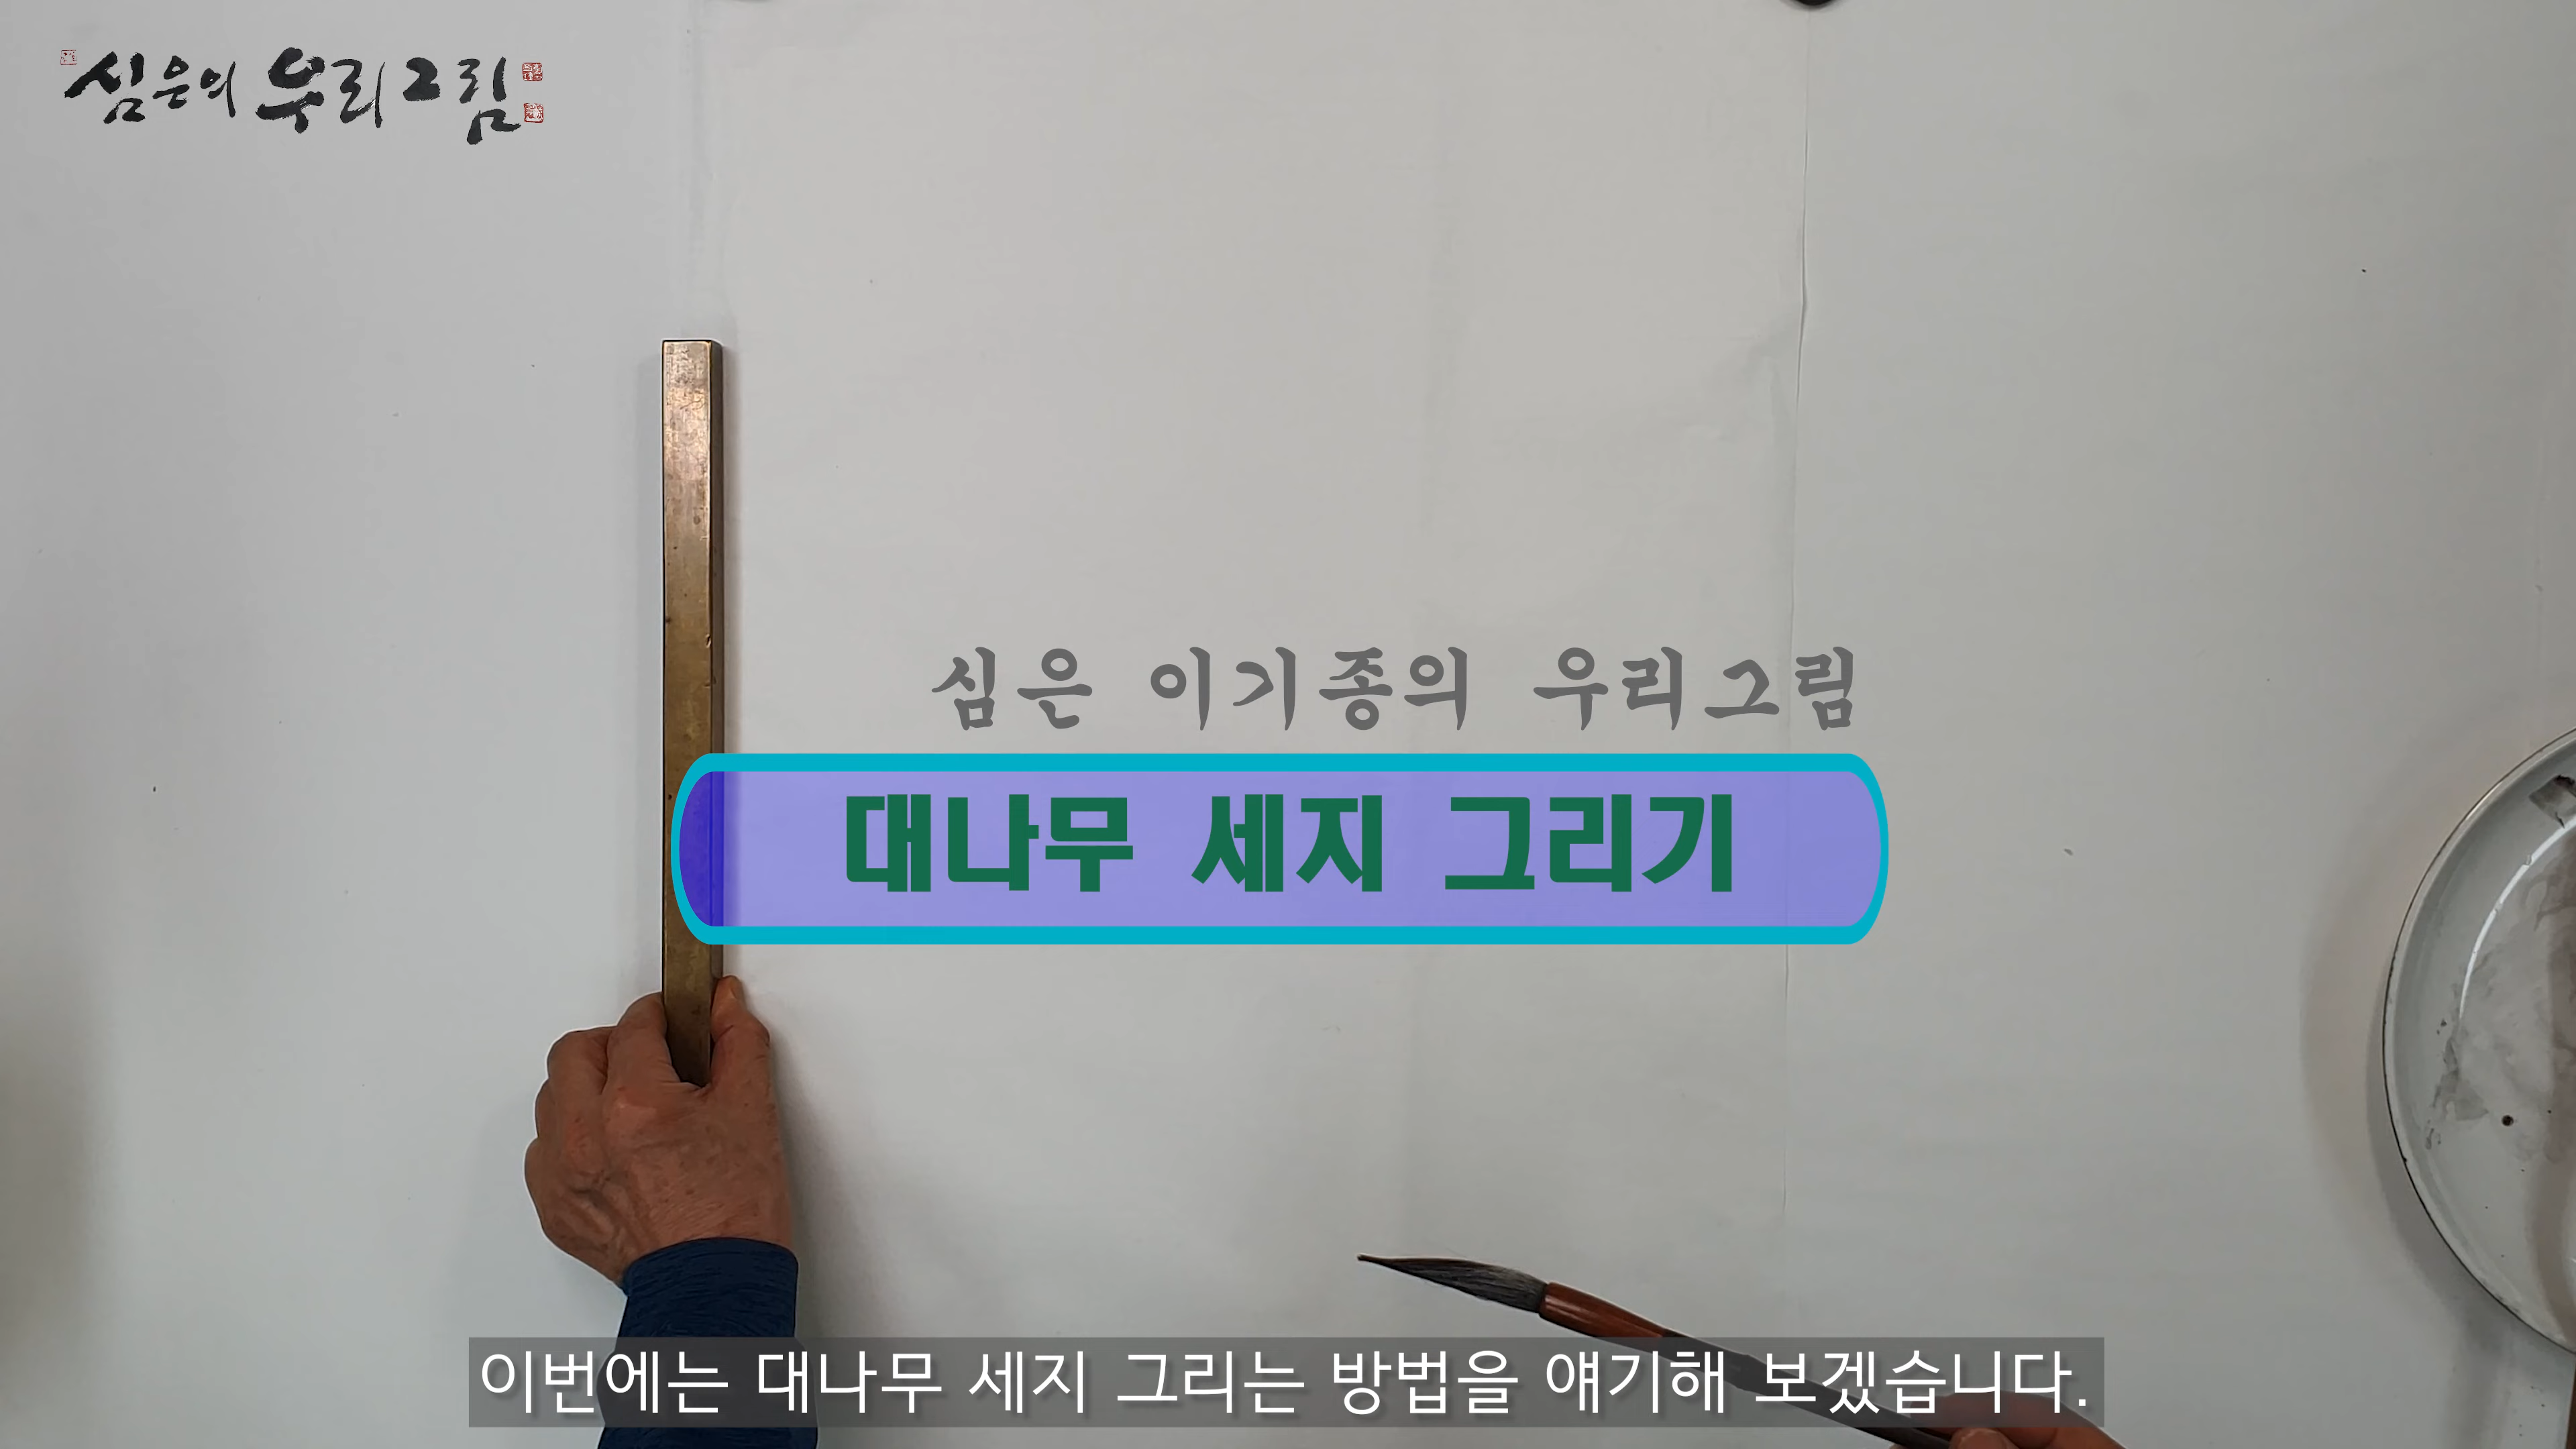 심은의 우리그림
심은 이기종의 우리그림
대나무 세지 그리기
이번에는 대나무 세지 그리는 방법을 얘기해 보겠습니다.